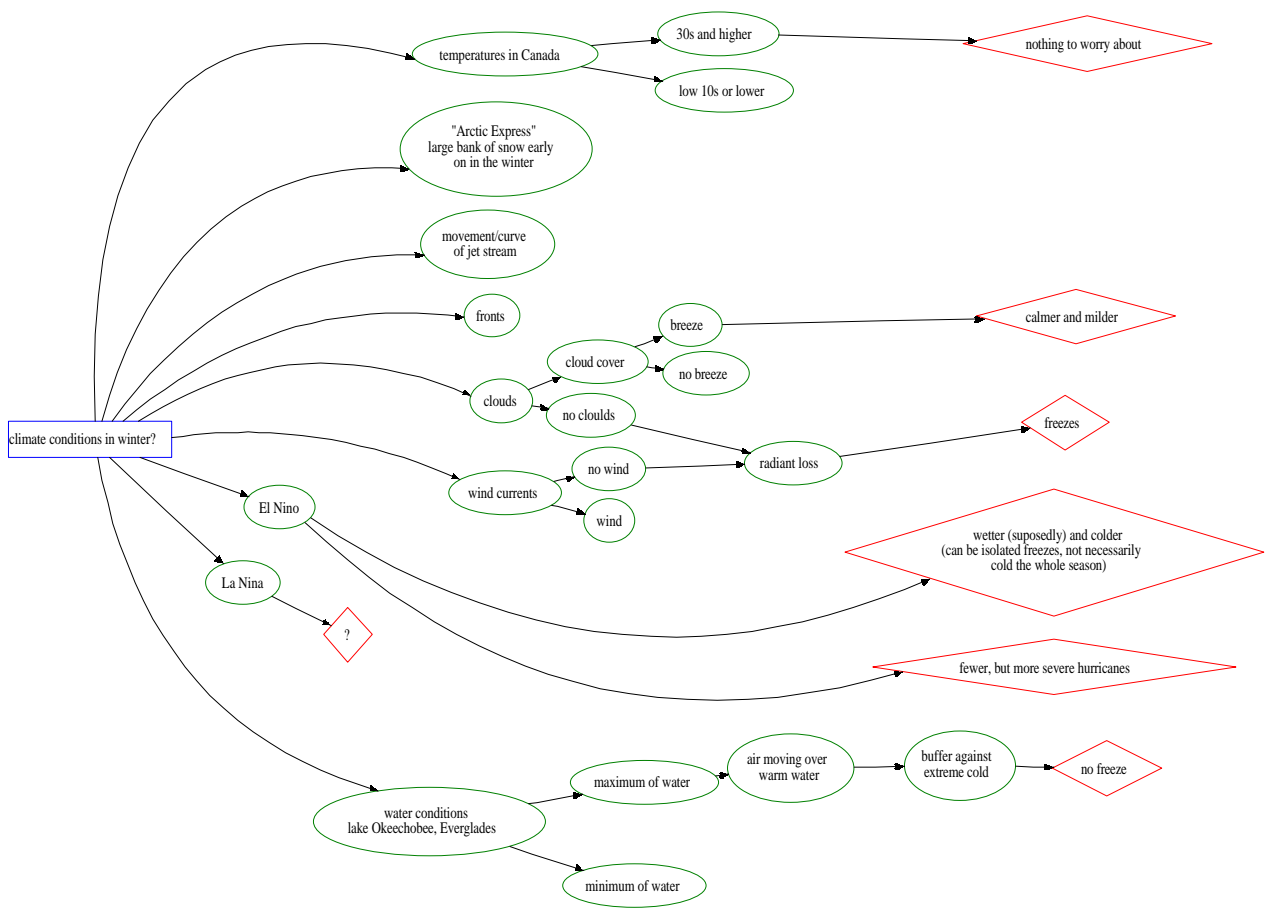 temperatures in Canada
30s and higher
nothing to worry about
low 10s or lower
"Arctic Express"
large bank of snow early
on in the winter
movement/curve
of jet stream
fronts
breeze
calmer and milder
cloud cover
no breeze
clouds
no cloulds
freezes
climate conditions in winter?
radiant loss
no wind
wind currents
wind
El Nino
wetter (suposedly) and colder
(can be isolated freezes, not necessarily
cold the whole season)
La Nina
?
fewer, but more severe hurricanes
air moving over
warm water
buffer against
extreme cold
no freeze
maximum of water
water conditions
lake Okeechobee, Everglades
minimum of water